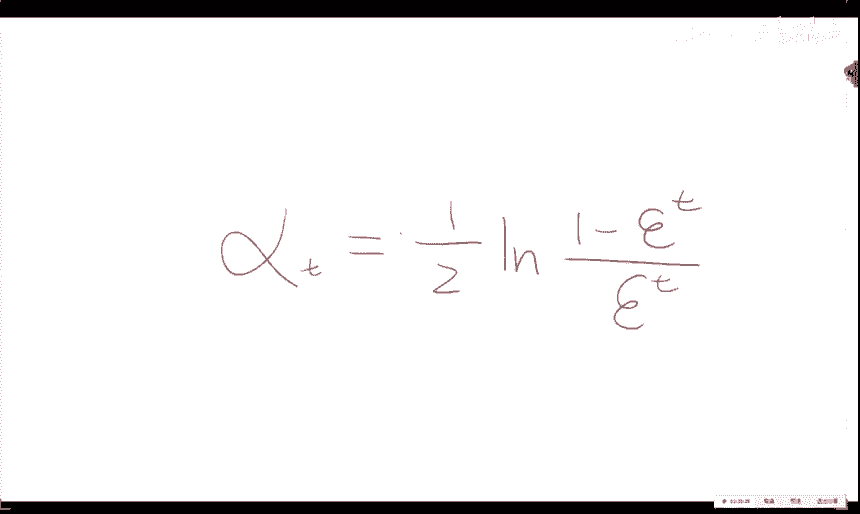 α_t = 1/2 ln (1-ε^t)/(ε^t)